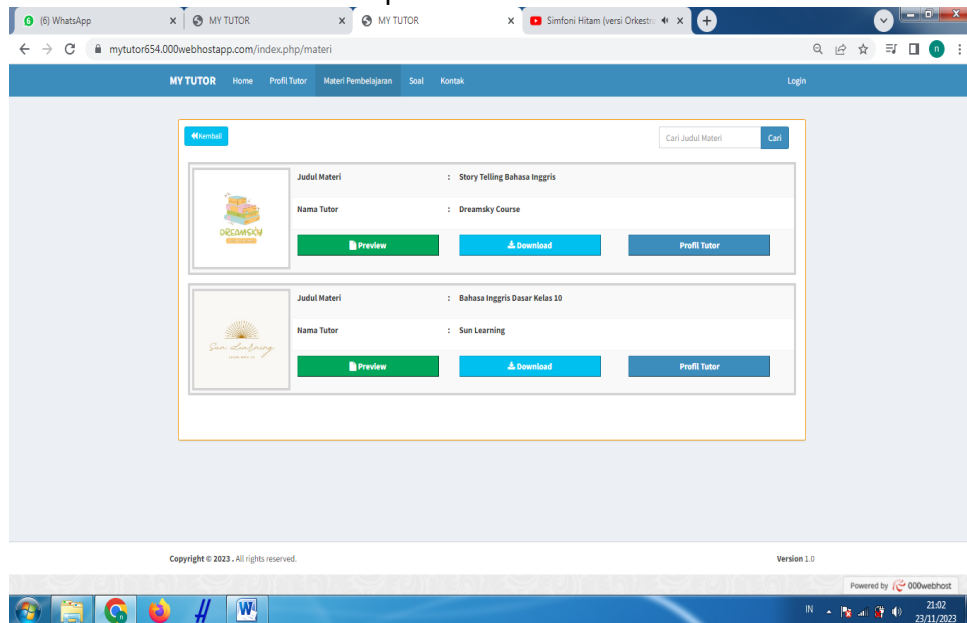 (6) WhatsApp
MY TUTOR
MY TUTOR
Simfoni Hitam (versi Orkestra
mytutor654.000webhostapp.com/index.php/materi
n
MY TUTOR Home Profil Tutor Materi Pembelajaran Soal Kontak Login
Kembali
Cari Judul Materi Cari
Judul Materi : Story Telling Bahasa Inggris
Nama Tutor : Dreamsky Course
DREAMSKY
Preview Download Profil Tutor
Judul Materi : Bahasa Inggris Dasar Kelas 10
Nama Tutor : Sun Learning
Sun Learning
Preview Download Profil Tutor
Copyright © 2023 . All rights reserved. Version 1.0
Powered by 000webhost
IN 21:02
23/11/2023